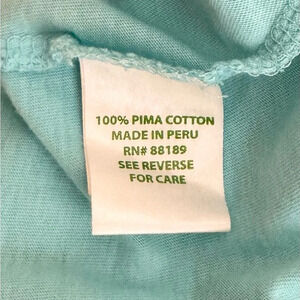 100% PIMA COTTON
MADE IN PERU
RN# 88189
SEE REVERSE
FOR CARE